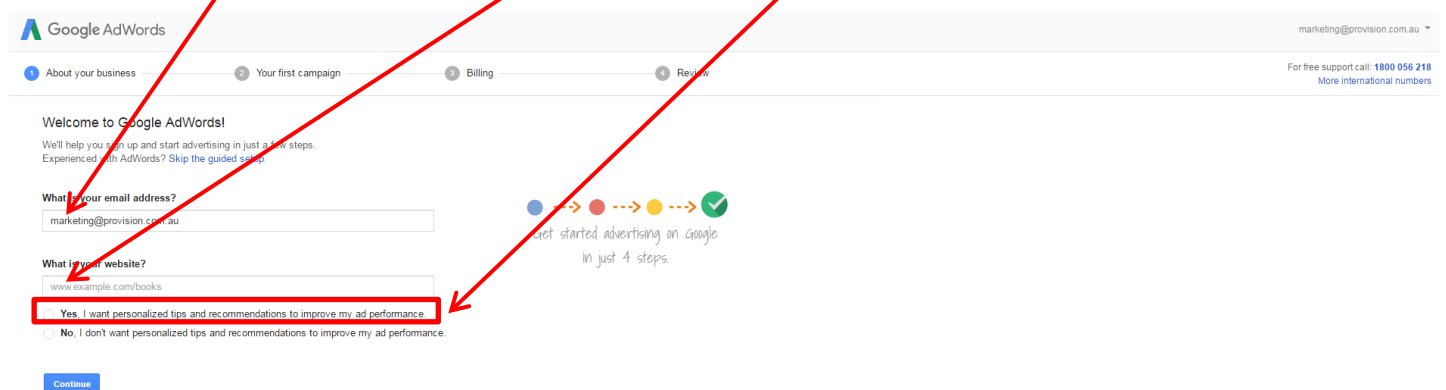 Google AdWords
marketing@provision.com.au
1 About your business
2 Your first campaign
3 Billing
4 Review
For free support call: 1800 056 218
More international numbers
Welcome to Google AdWords!
We'll help you sign up and start advertising in just a few steps.
Experienced with AdWords? Skip the guided setup.
What is your email address?
marketing@provision.com.au
Get started advertising on Google
in just 4 steps.
What is your website?
www.example.com/books
Yes, I want personalized tips and recommendations to improve my ad performance.
No, I don't want personalized tips and recommendations to improve my ad performance.
Continue